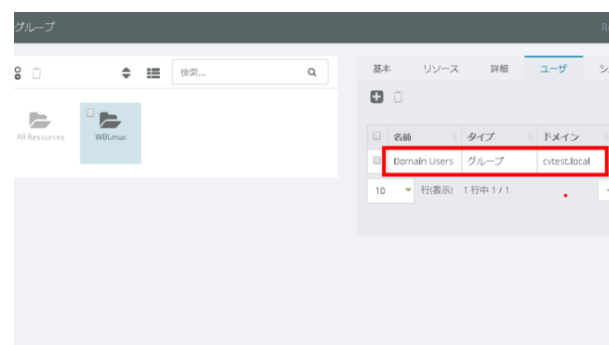 グループ
検索...
All Resources
WBLinux
基本 リソース 詳細 ユーザ
名前 タイプ ドメイン
Domain Users グループ cvtest.local
10 行(表示) 1 行中 1 / 1